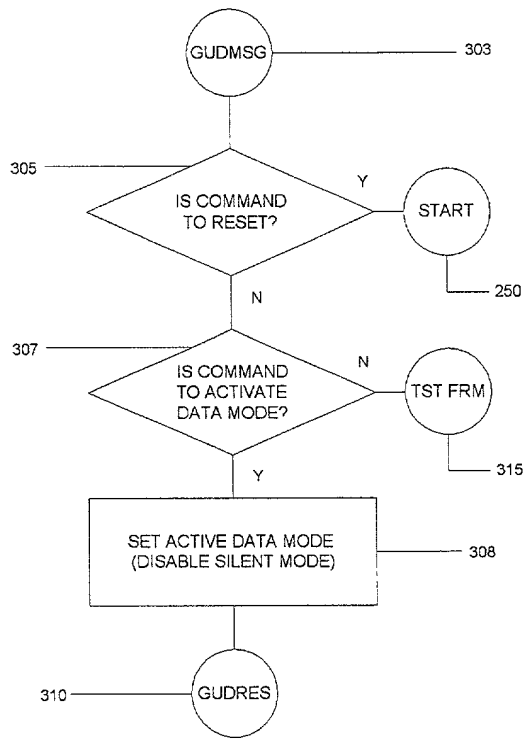 GUDMSG
303
305
IS COMMAND
TO RESET?
Y
START
250
N
307
IS COMMAND
TO ACTIVATE
DATA MODE?
N
TST FRM
315
Y
SET ACTIVE DATA MODE
(DISABLE SILENT MODE)
308
310
GUDRES